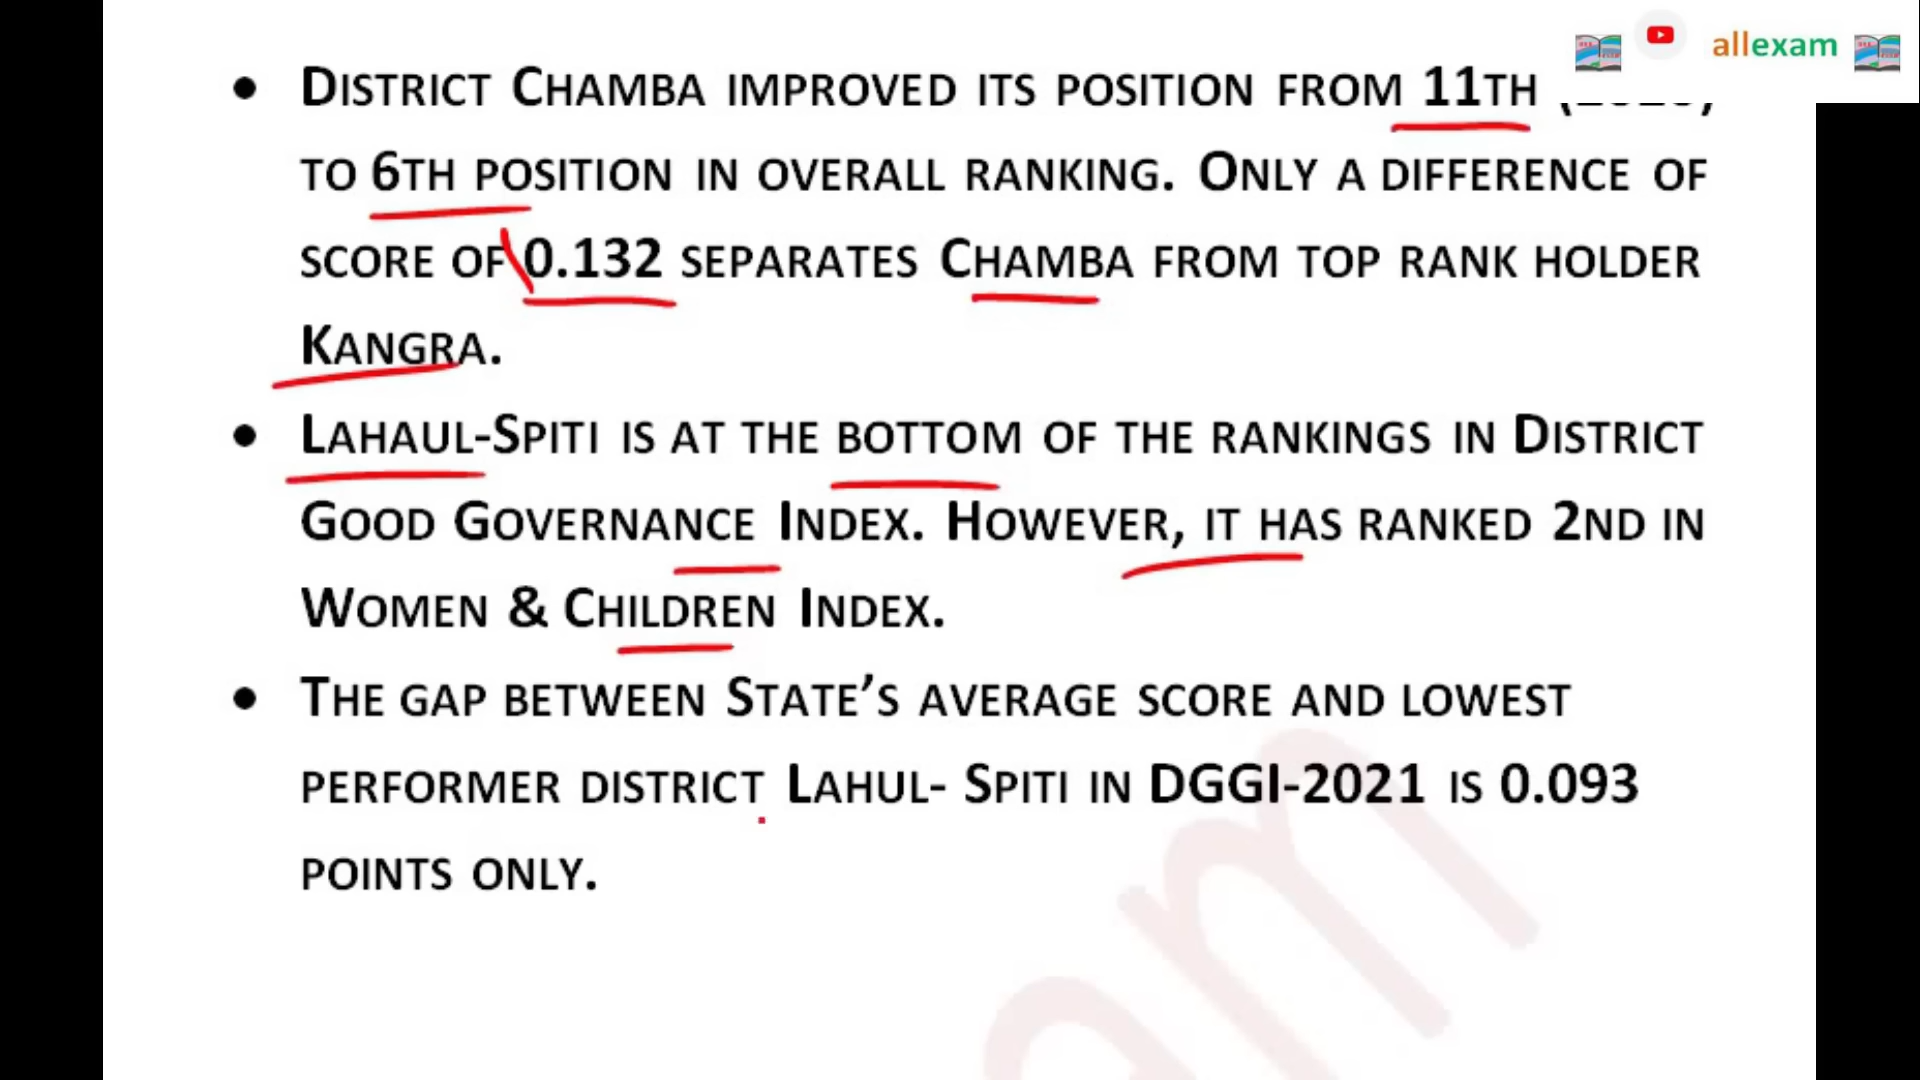 allexam
• District Chamba improved its position from 11th
to 6th position in overall ranking. Only a difference of
score of 0.132 separates Chamba from top rank holder
Kangra.
• Lahaul-Spiti is at the bottom of the rankings in District
Good Governance Index. However, it has ranked 2nd in
Women & Children Index.
• The gap between State’s average score and lowest
performer district Lahul- Spiti in DGGI-2021 is 0.093
points only.